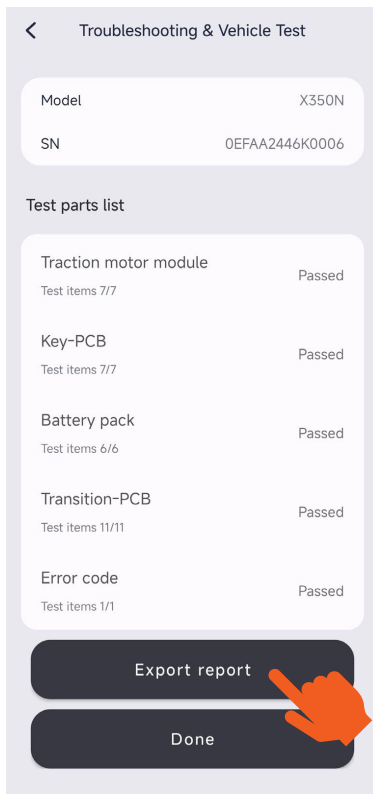 Troubleshooting & Vehicle Test
Model X350N
SN 0EFAA2446K0006
Test parts list
Traction motor module
Passed
Test items 7/7
Key-PCB
Passed
Test items 7/7
Battery pack
Passed
Test items 6/6
Transition-PCB
Passed
Test items 11/11
Error code
Passed
Test items 1/1
Export report
Done